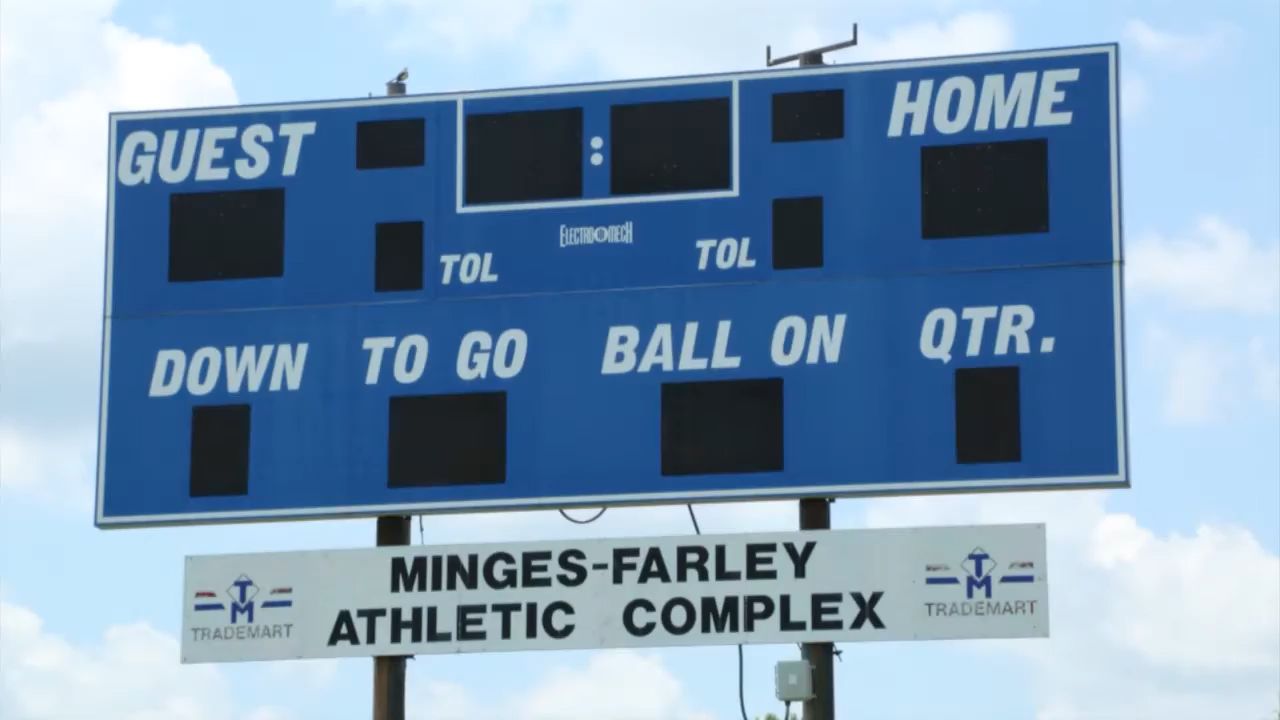 GUEST
:
HOME
ELECTRO-MECH
TOL
TOL
DOWN
TO GO
BALL ON
QTR.
MINGES-FARLEY
ATHLETIC COMPLEX
TM
TRADEMART
TM
TRADEMART